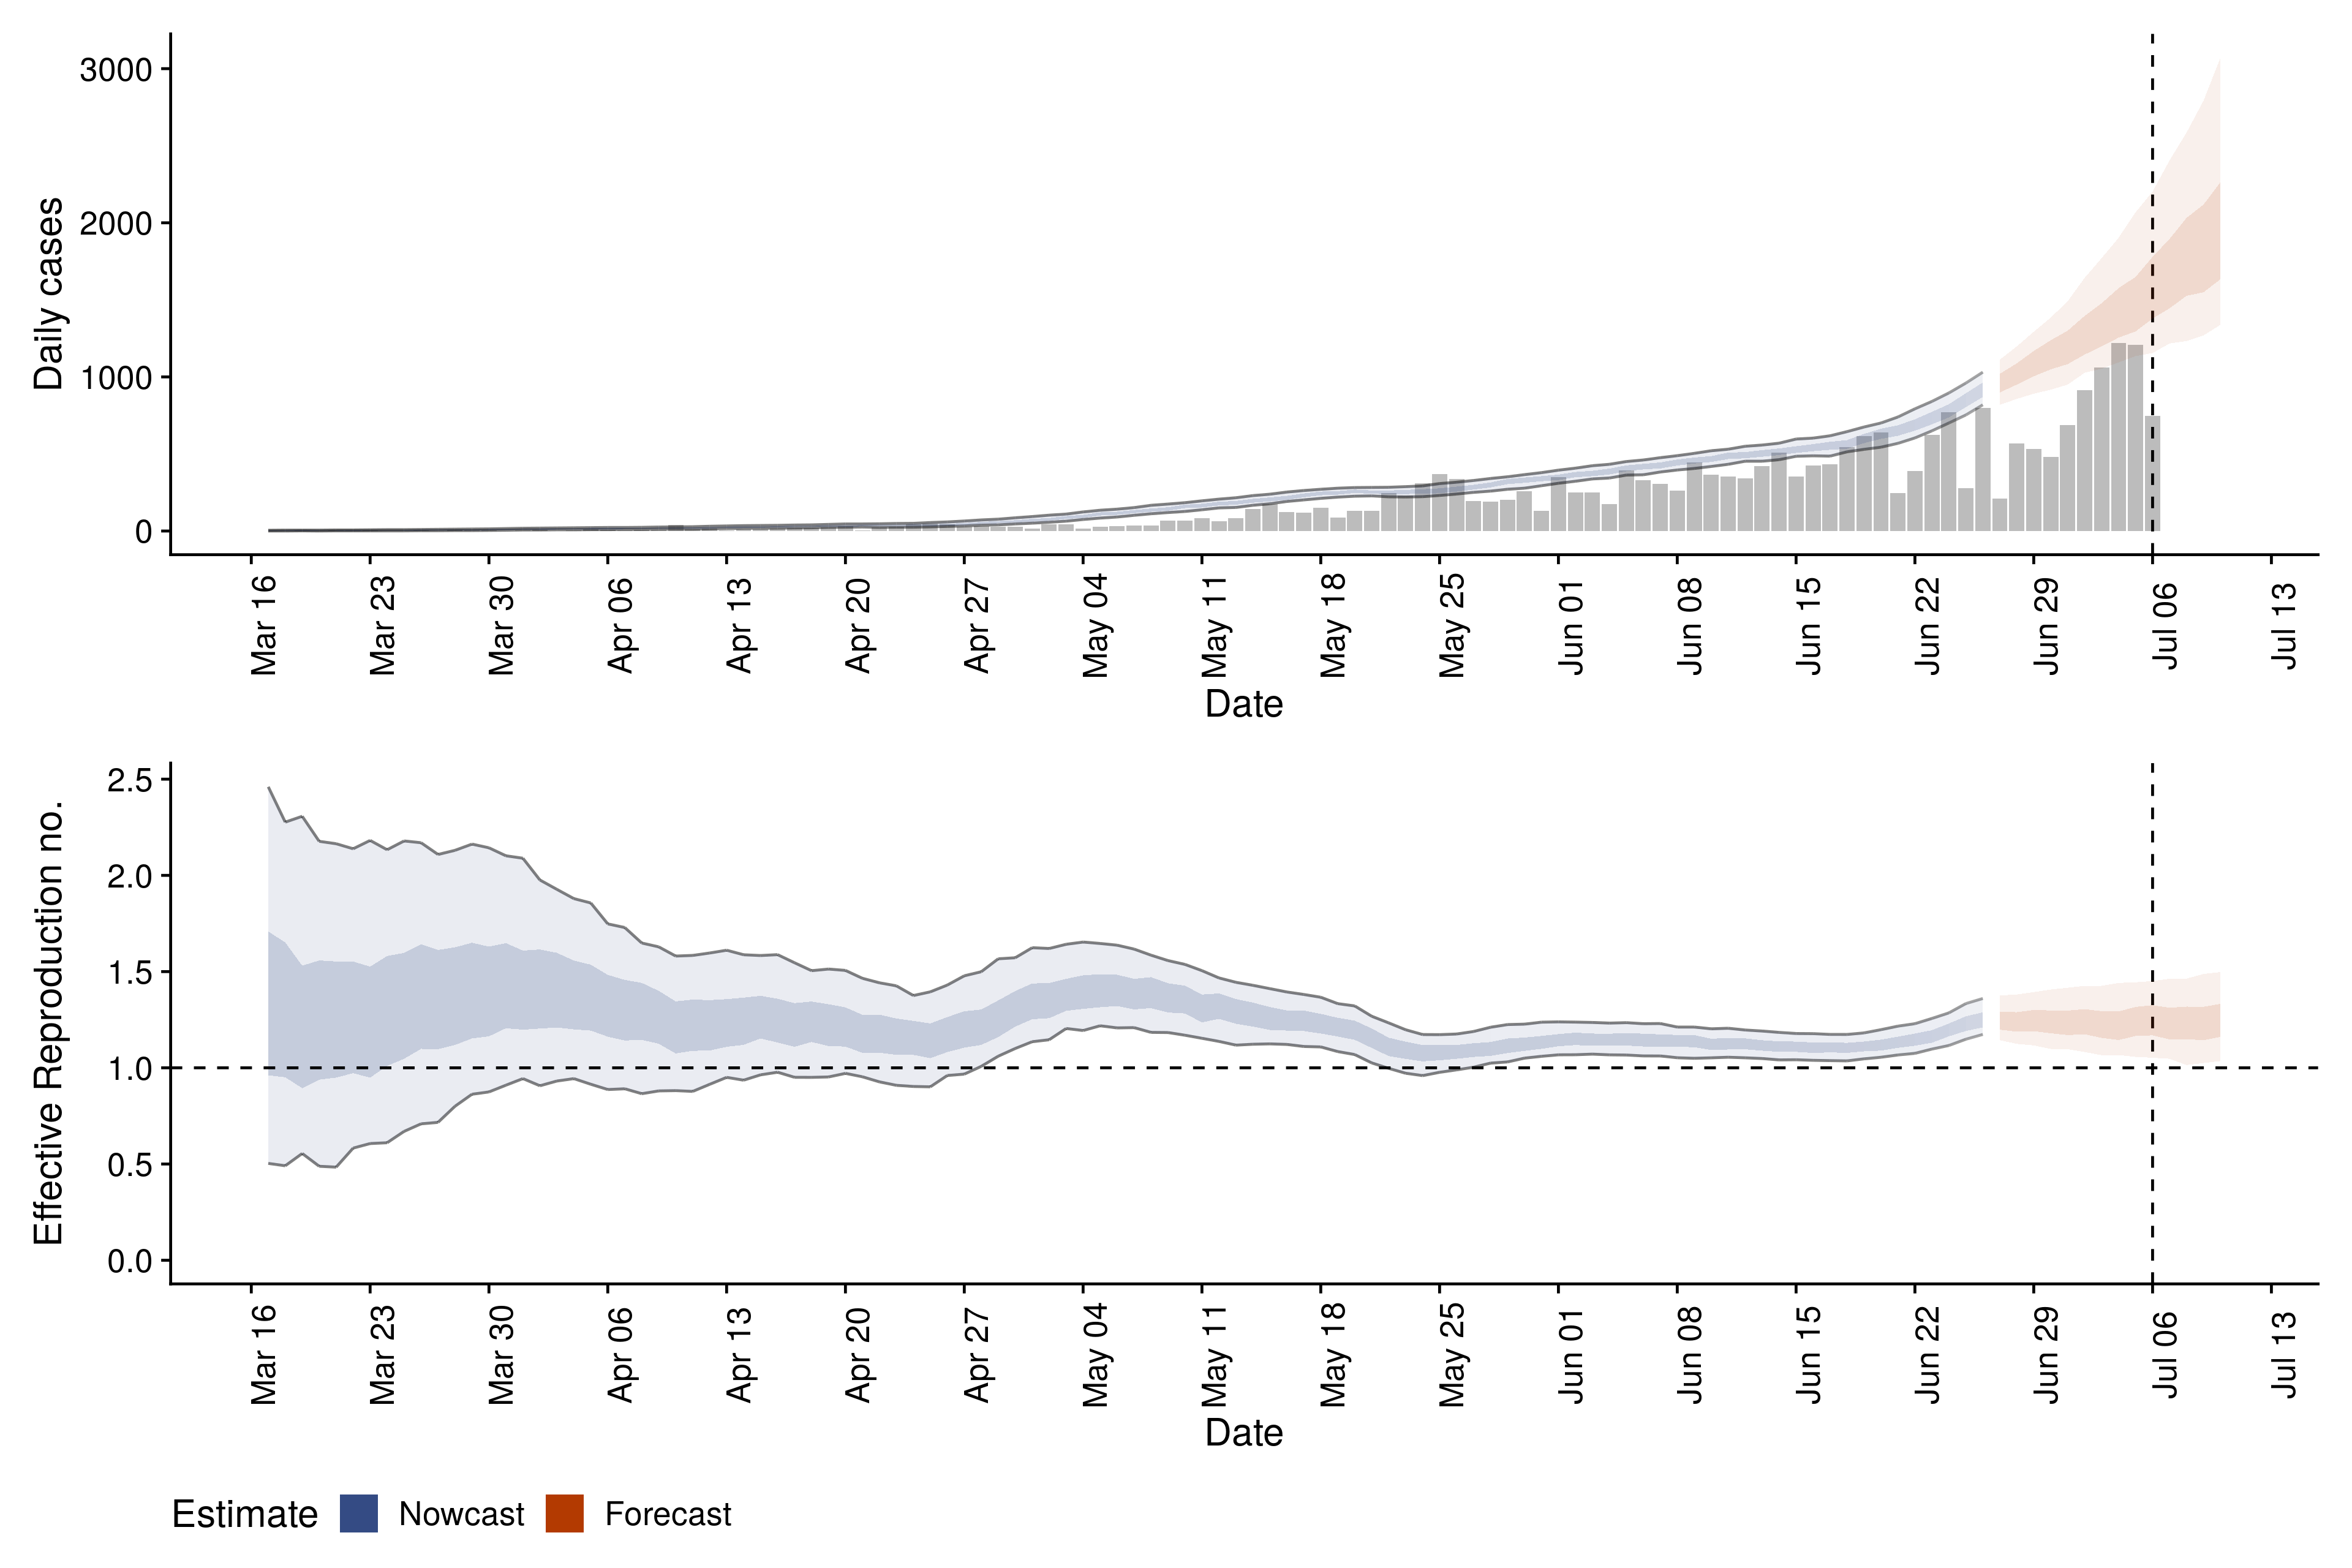 Daily cases
3000
2000
1000
0
Mar 16
Mar 23
Mar 30
Apr 06
Apr 13
Apr 20
Apr 27
May 04
May 11
May 18
May 25
Jun 01
Jun 08
Jun 15
Jun 22
Jun 29
Jul 06
Jul 13
Date
Effective Reproduction no.
2.5
2.0
1.5
1.0
0.5
0.0
Mar 16
Mar 23
Mar 30
Apr 06
Apr 13
Apr 20
Apr 27
May 04
May 11
May 18
May 25
Jun 01
Jun 08
Jun 15
Jun 22
Jun 29
Jul 06
Jul 13
Date
Estimate Nowcast Forecast